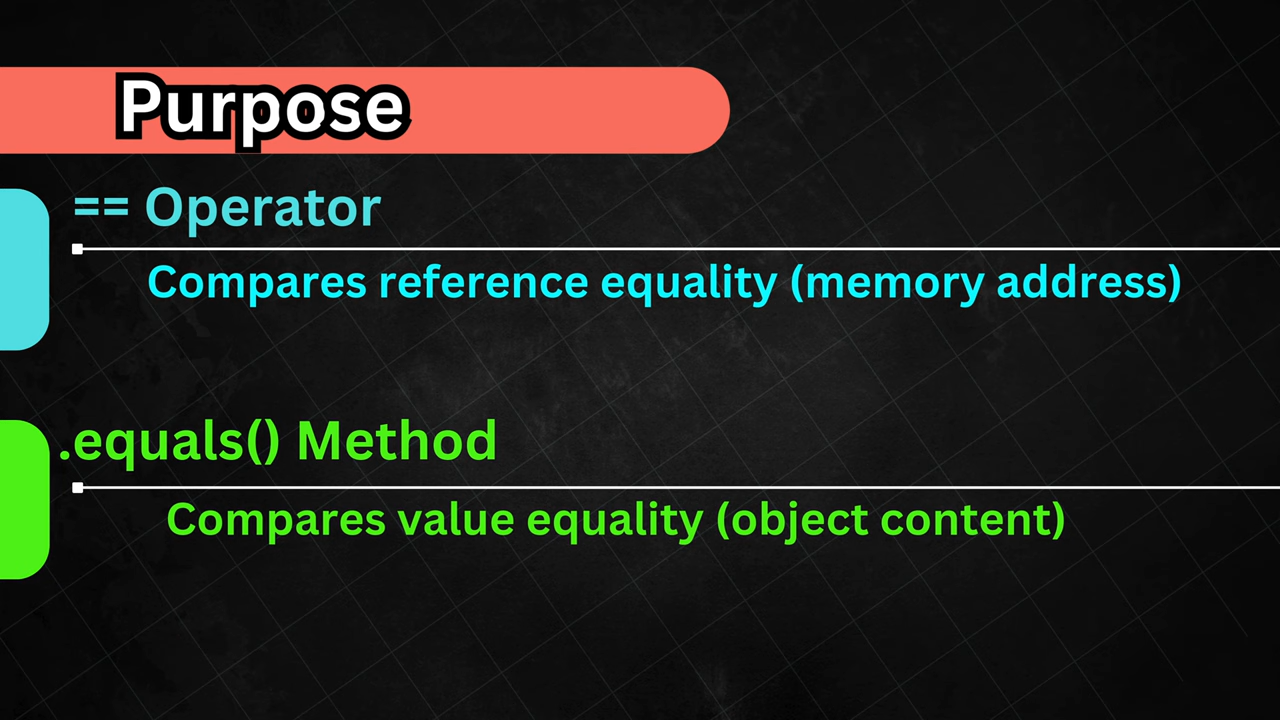 Purpose
== Operator
Compares reference equality (memory address)
.equals() Method
Compares value equality (object content)